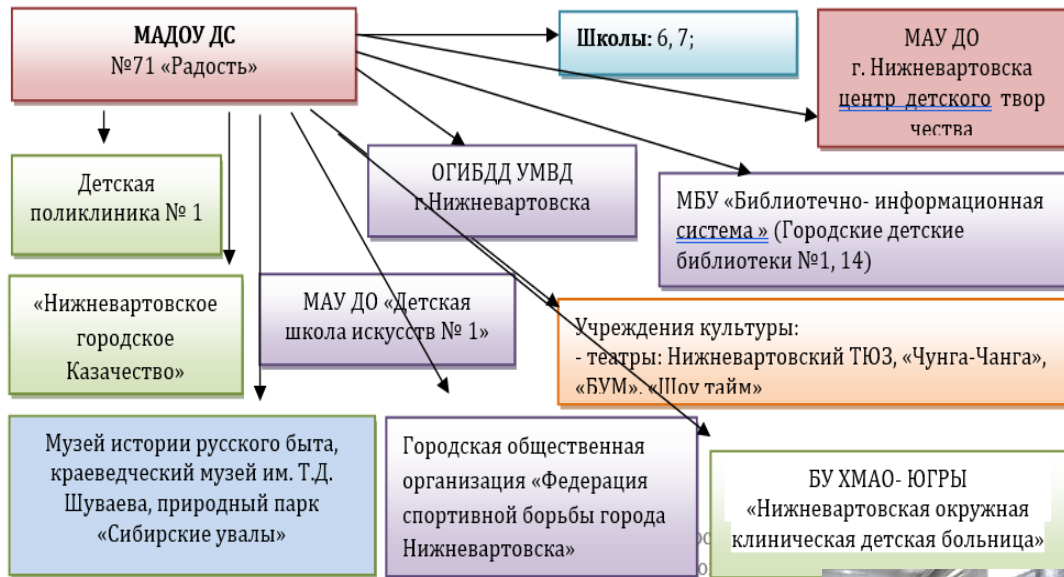 МАДОУ ДС
№71 «Радость»
Школы: 6, 7;
МАУ ДО
г. Нижневартовска
центр детского твор
чества
Детская
поликлиника № 1
ОГИБДД УМВД
г.Нижневартовска
МБУ «Библиотечно- информационная
система » (Городские детские
библиотеки №1, 14)
«Нижневартовское
городское
Казачество»
МАУ ДО «Детская
школа искусств № 1»
Учреждения культуры:
- театры: Нижневартовский ТЮЗ, «Чунга-Чанга»,
«БУМ», «Шоу тайм»
Музей истории русского быта,
краеведческий музей им. Т.Д.
Шуваева, природный парк
«Сибирские увалы»
Городская общественная
организация «Федерация
спортивной борьбы города
Нижневартовска»
БУ ХМАО- ЮГРЫ
«Нижневартовская окружная
клиническая детская больница»